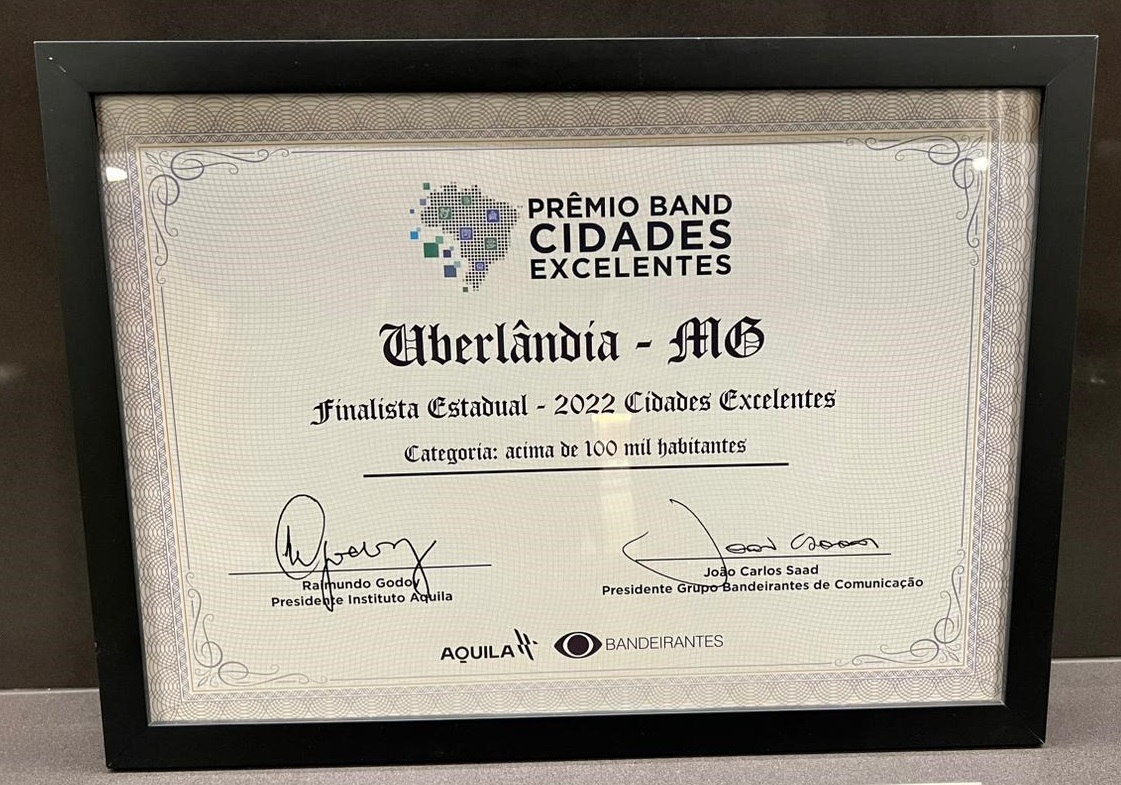 PRÊMIO BAND
CIDADES
EXCELENTES
Uberlândia - MG
Finalista Estadual - 2022 Cidades Excelentes
Categoria: acima de 100 mil habitantes
Raimundo Godoy
Presidente Instituto Aquila
João Carlos Saad
Presidente Grupo Bandeirantes de Comunicação
AQUILA
BANDEIRANTES